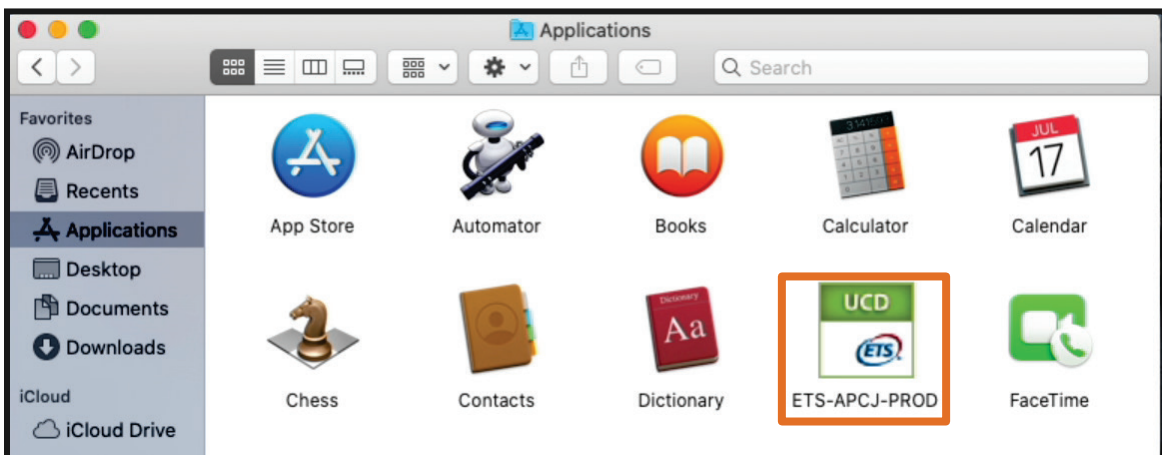 Applications
Search
Favorites
AirDrop
Recents
Applications
Desktop
Documents
Downloads
iCloud
iCloud Drive
App Store
Automator
Books
JUL
17
Calculator
Calendar
Chess
Contacts
Dictionary
Aa
Dictionary
UCD
ETS
ETS-APCJ-PROD
FaceTime